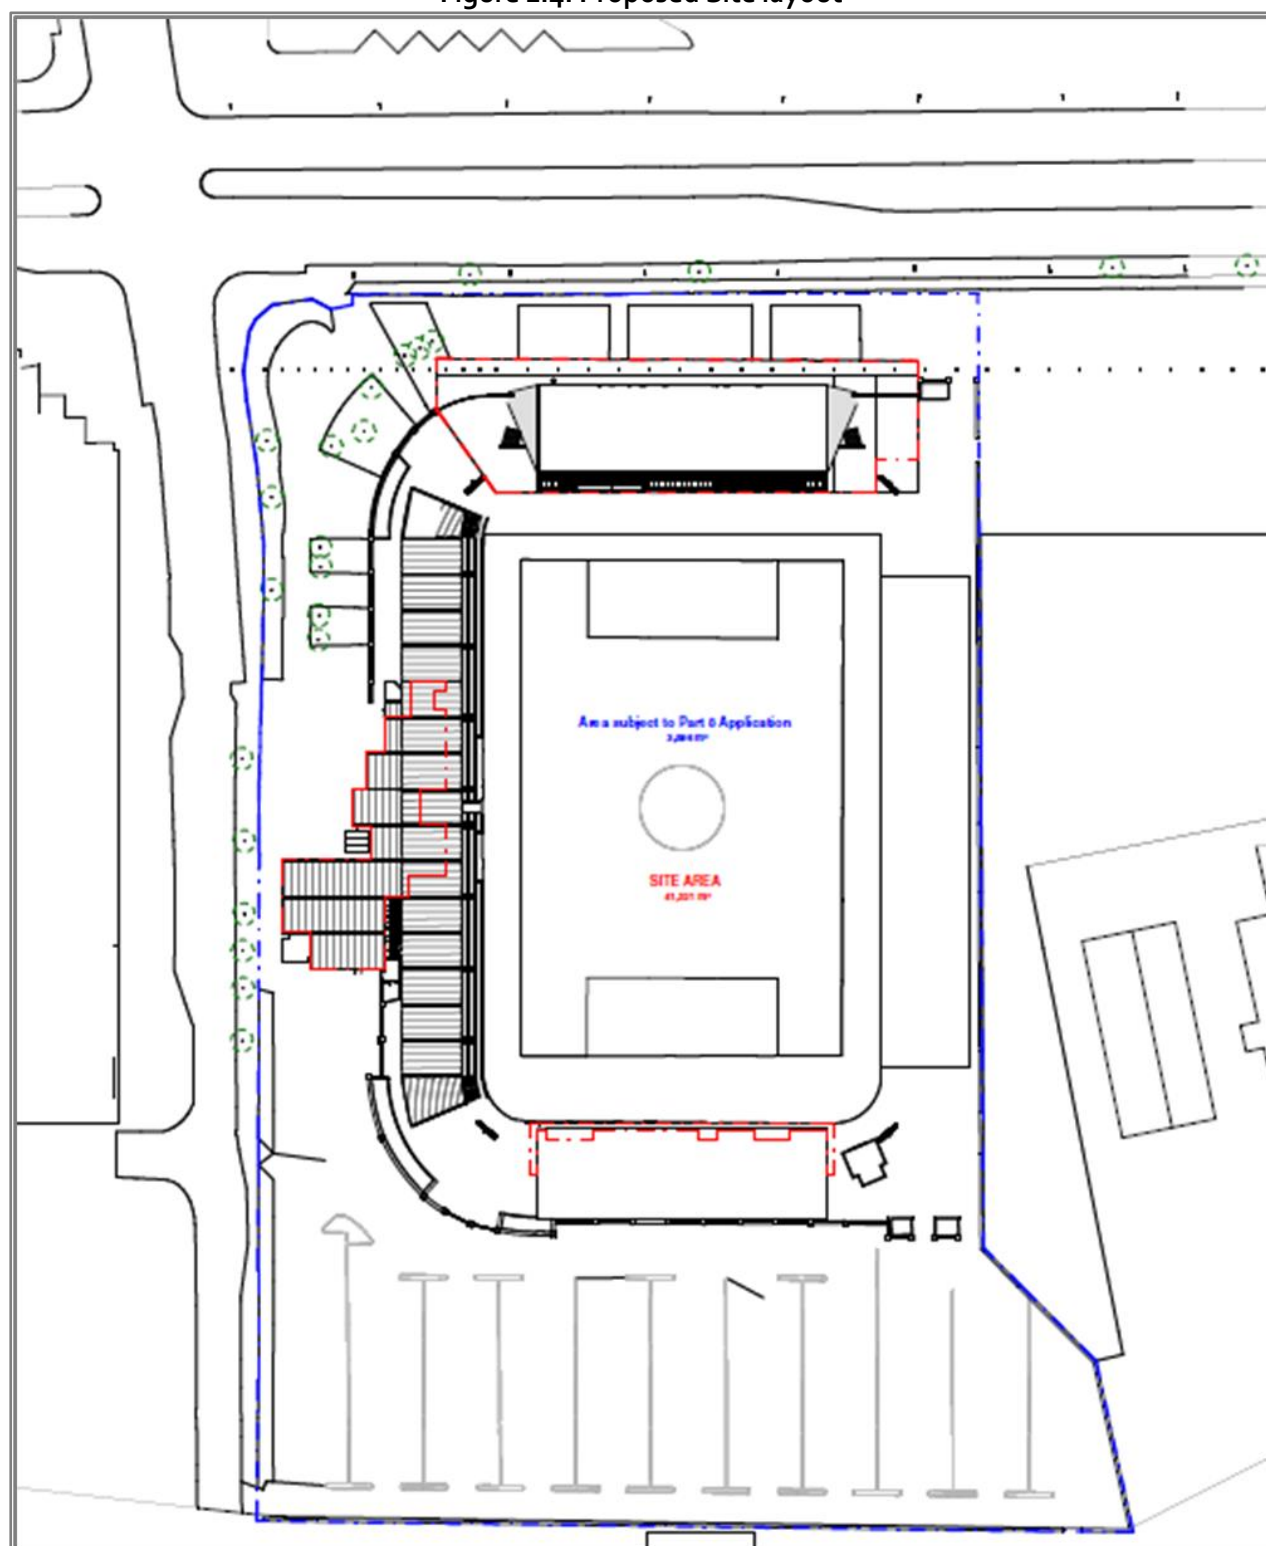 Figure 2.4: Proposed Site layout
Area subject to Part 8 Application
SITE AREA